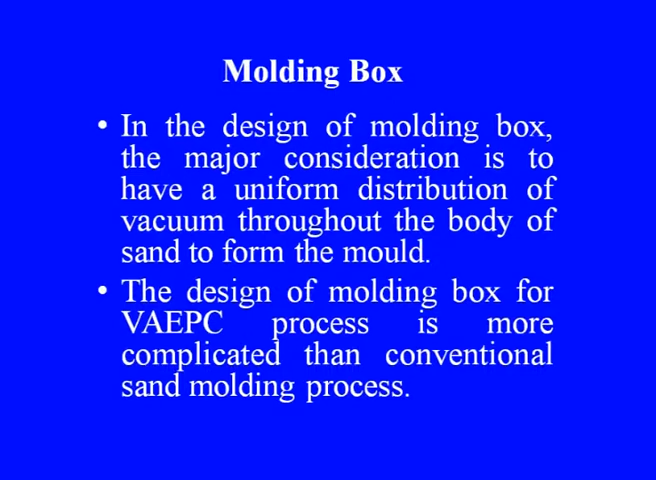 Molding Box
• In the design of molding box,
the major consideration is to
have a uniform distribution of
vacuum throughout the body of
sand to form the mould.
• The design of molding box for
VAEPC process is more
complicated than conventional
sand molding process.